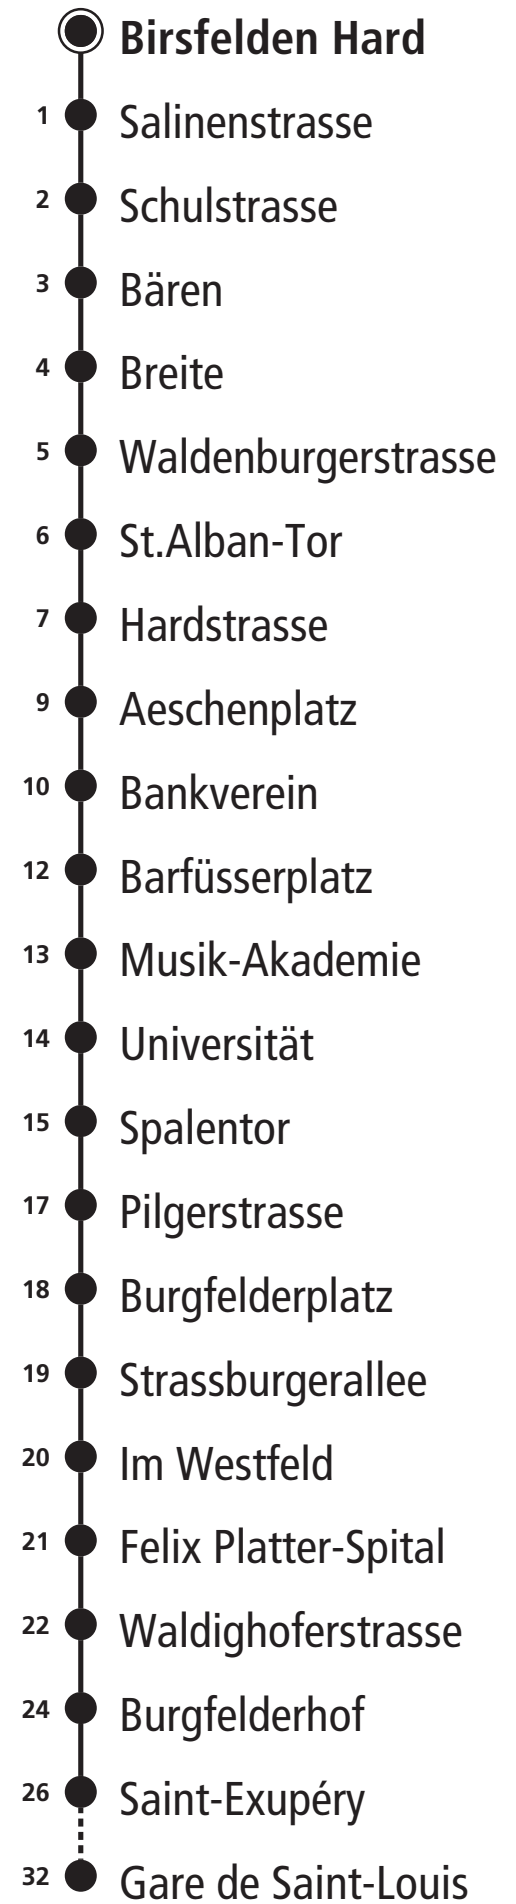 Birsfelden Hard
1 Salinenstrasse
2 Schulstrasse
3 Bären
4 Breite
5 Waldenburgerstrasse
6 St.Alban-Tor
7 Hardstrasse
9 Aeschenplatz
10 Bankverein
12 Barfüsserplatz
13 Musik-Akademie
14 Universität
15 Spalentor
17 Pilgerstrasse
18 Burgfelderplatz
19 Strassburgerallee
20 Im Westfeld
21 Felix Platter-Spital
22 Waldighoferstrasse
24 Burgfelderhof
26 Saint-Exupéry
32 Gare de Saint-Louis